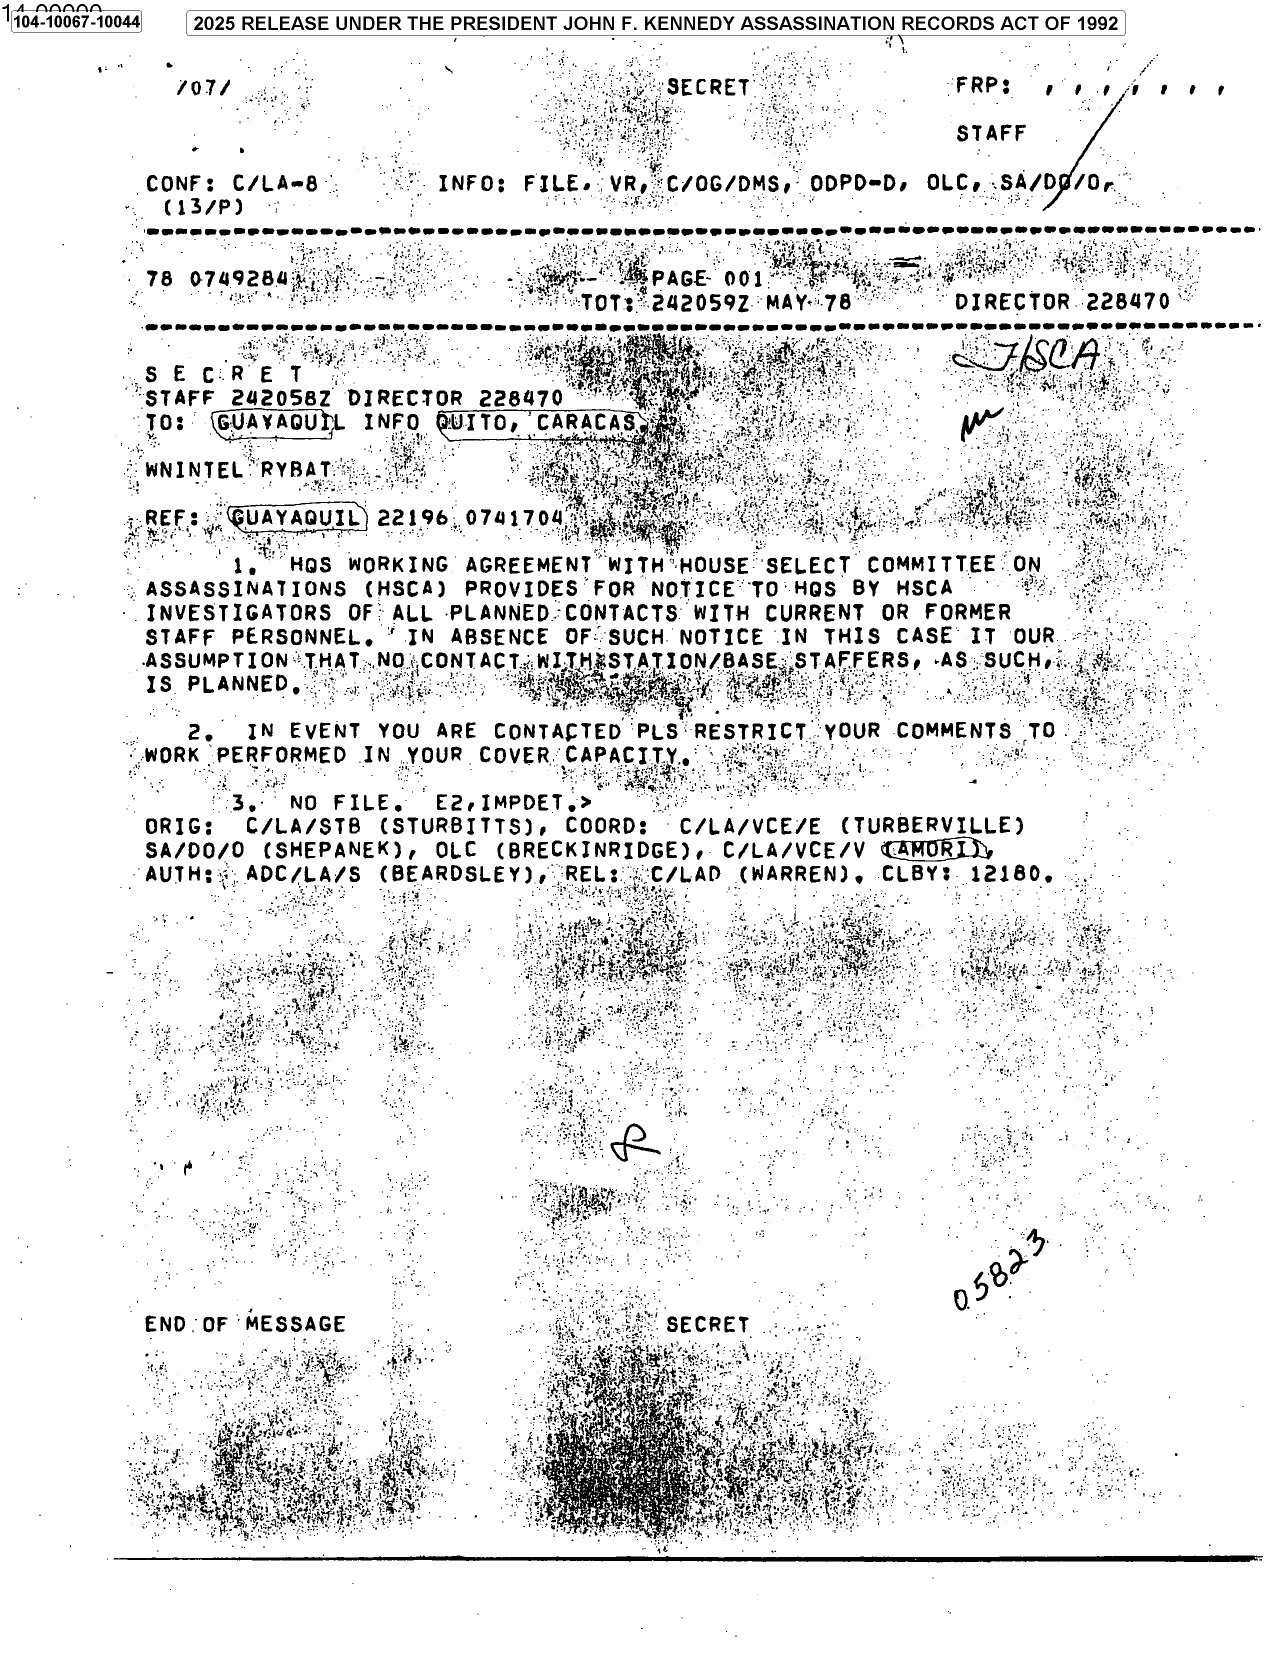 14-00000
104-10067-10044
2025 RELEASE UNDER THE PRESIDENT JOHN F. KENNEDY ASSASSINATION RECORDS ACT OF 1992
/07/ SECRET FRP: , , , , , , ,
STAFF
CONF: C/LA-8 INFO: FILE. VR, C/OG/DMS, ODPD-D, OLC, SA/DO/O,
(13/P)
78 0749284 PAGE 001
TOT: 242059Z MAY 78 DIRECTOR 228470
HSCA
S E C R E T
STAFF 242058Z DIRECTOR 228470
TO: GUAYAQUIL INFO QUITO, CARACAS.
WNINTEL RYBAT
REF: GUAYAQUIL 22196 0741704
1. HQS WORKING AGREEMENT WITH HOUSE SELECT COMMITTEE ON
ASSASSINATIONS (HSCA) PROVIDES FOR NOTICE TO HQS BY HSCA
INVESTIGATORS OF ALL PLANNED CONTACTS WITH CURRENT OR FORMER
STAFF PERSONNEL. IN ABSENCE OF SUCH NOTICE IN THIS CASE IT OUR
ASSUMPTION THAT NO CONTACT WITH STATION/BASE STAFFERS, AS SUCH,
IS PLANNED.
2. IN EVENT YOU ARE CONTACTED PLS RESTRICT YOUR COMMENTS TO
WORK PERFORMED IN YOUR COVER CAPACITY.
3. NO FILE. E2,IMPDET.>
ORIG: C/LA/STB (STURBITTS), COORD: C/LA/VCE/E (TURBERVILLE)
SA/DO/O (SHEPANEK), OLC (BRECKINRIDGE), C/LA/VCE/V (AMORI),
AUTH: ADC/LA/S (BEARDSLEY), REL: C/LAD (WARREN). CLBY: 12180.
05823
END OF MESSAGE SECRET